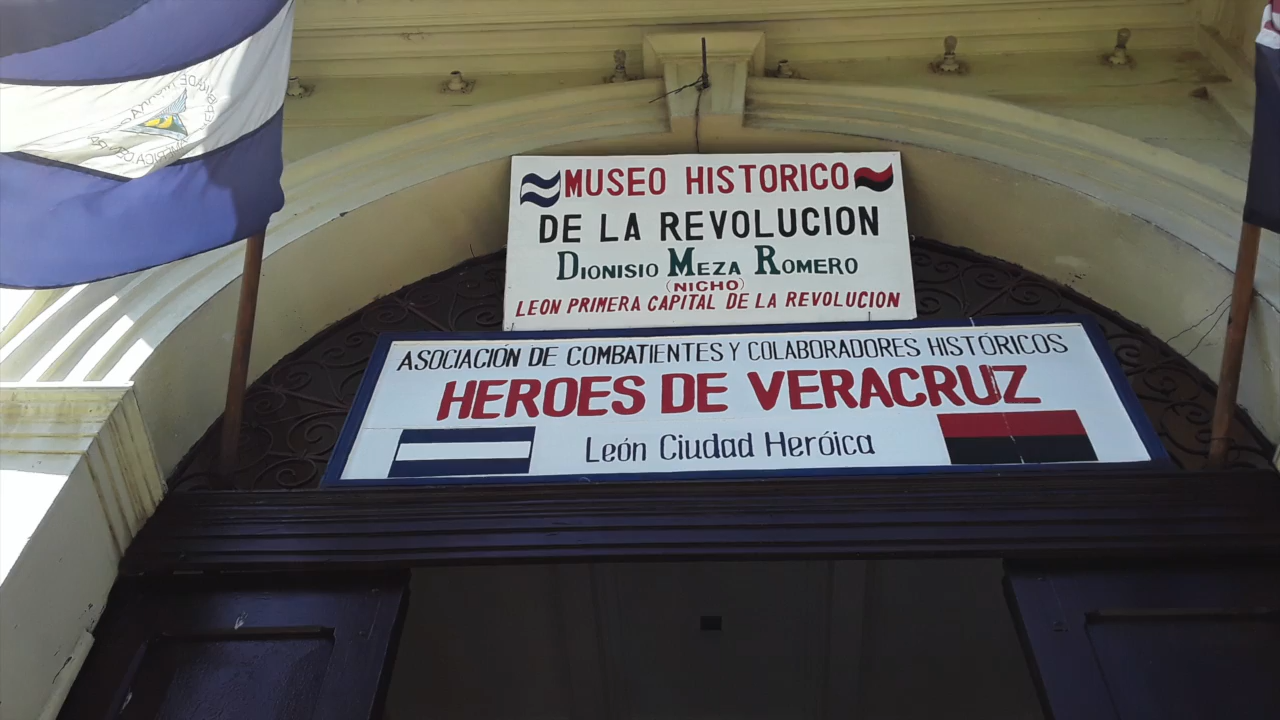 MUSEO HISTORICO
DE LA REVOLUCION
DIONISIO MEZA ROMERO
(NICHO)
LEON PRIMERA CAPITAL DE LA REVOLUCION
ASOCIACIÓN DE COMBATIENTES Y COLABORADORES HISTÓRICOS
HEROES DE VERACRUZ
León Ciudad Heróica